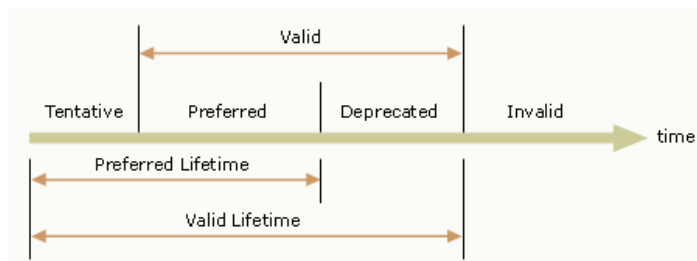 Valid
Tentative Preferred Deprecated Invalid
time
Preferred Lifetime
Valid Lifetime